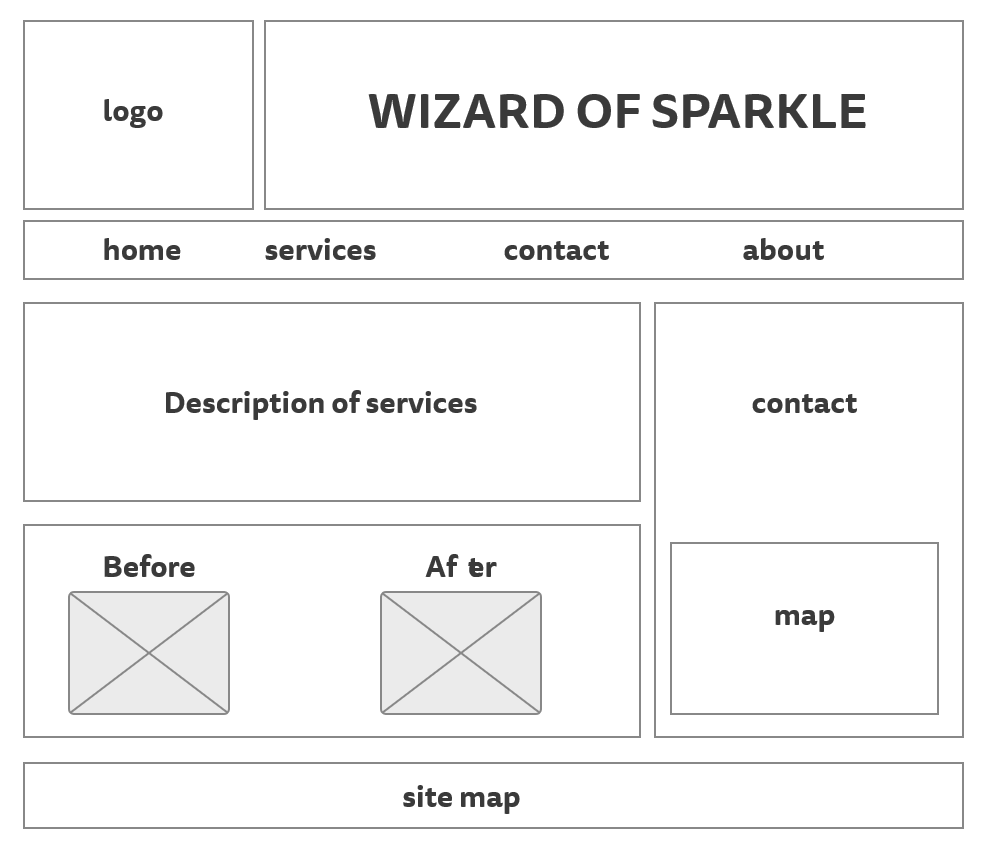 logo
WIZARD OF SPARKLE
home services contact about
Description of services
contact
Before After
map
site map